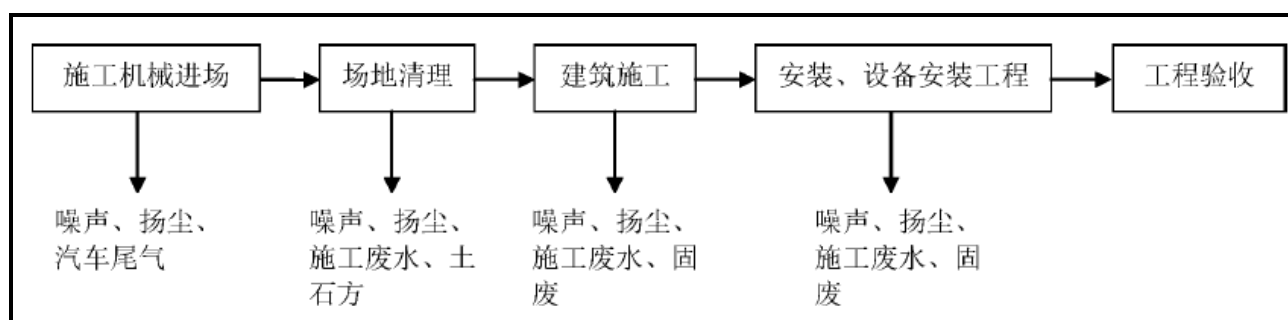 施工机械进场
场地清理
建筑施工
安装、设备安装工程
工程验收
噪声、扬尘、
汽车尾气
噪声、扬尘、
施工废水、土
石方
噪声、扬尘、
施工废水、固
废
噪声、扬尘、
施工废水、固
废